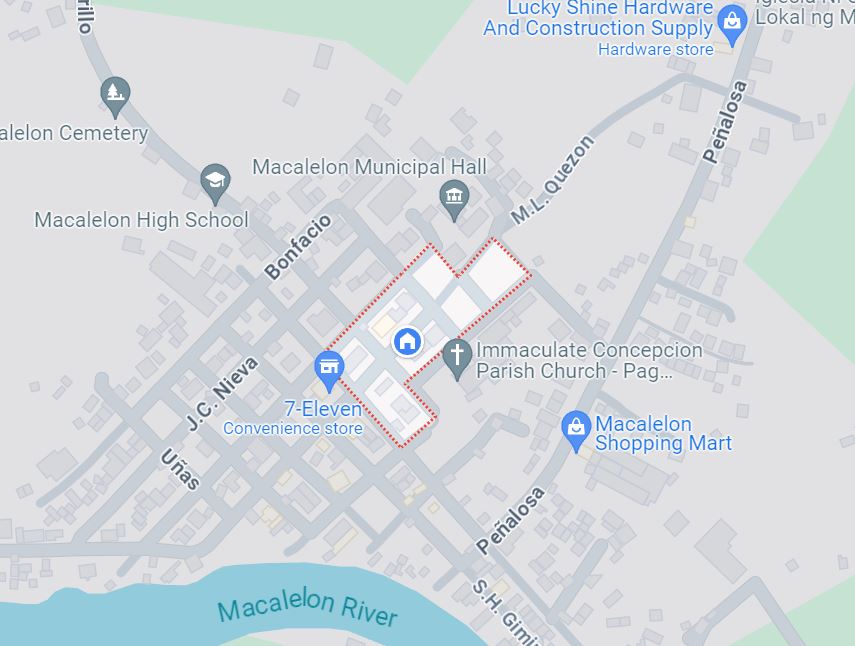 Lucky Shine Hardware
And Construction Supply
Hardware store
Lokal ng M
rillo
Peñalosa
alelon Cemetery
M.L. Quezon
Macalelon Municipal Hall
Macalelon High School
Bonfacio
Immaculate Concepcion
Parish Church - Pag...
J.C. Nieva
7-Eleven
Convenience store
Macalelon
Shopping Mart
Uñas
Peñalosa
Macalelon River
S.H. Gimi